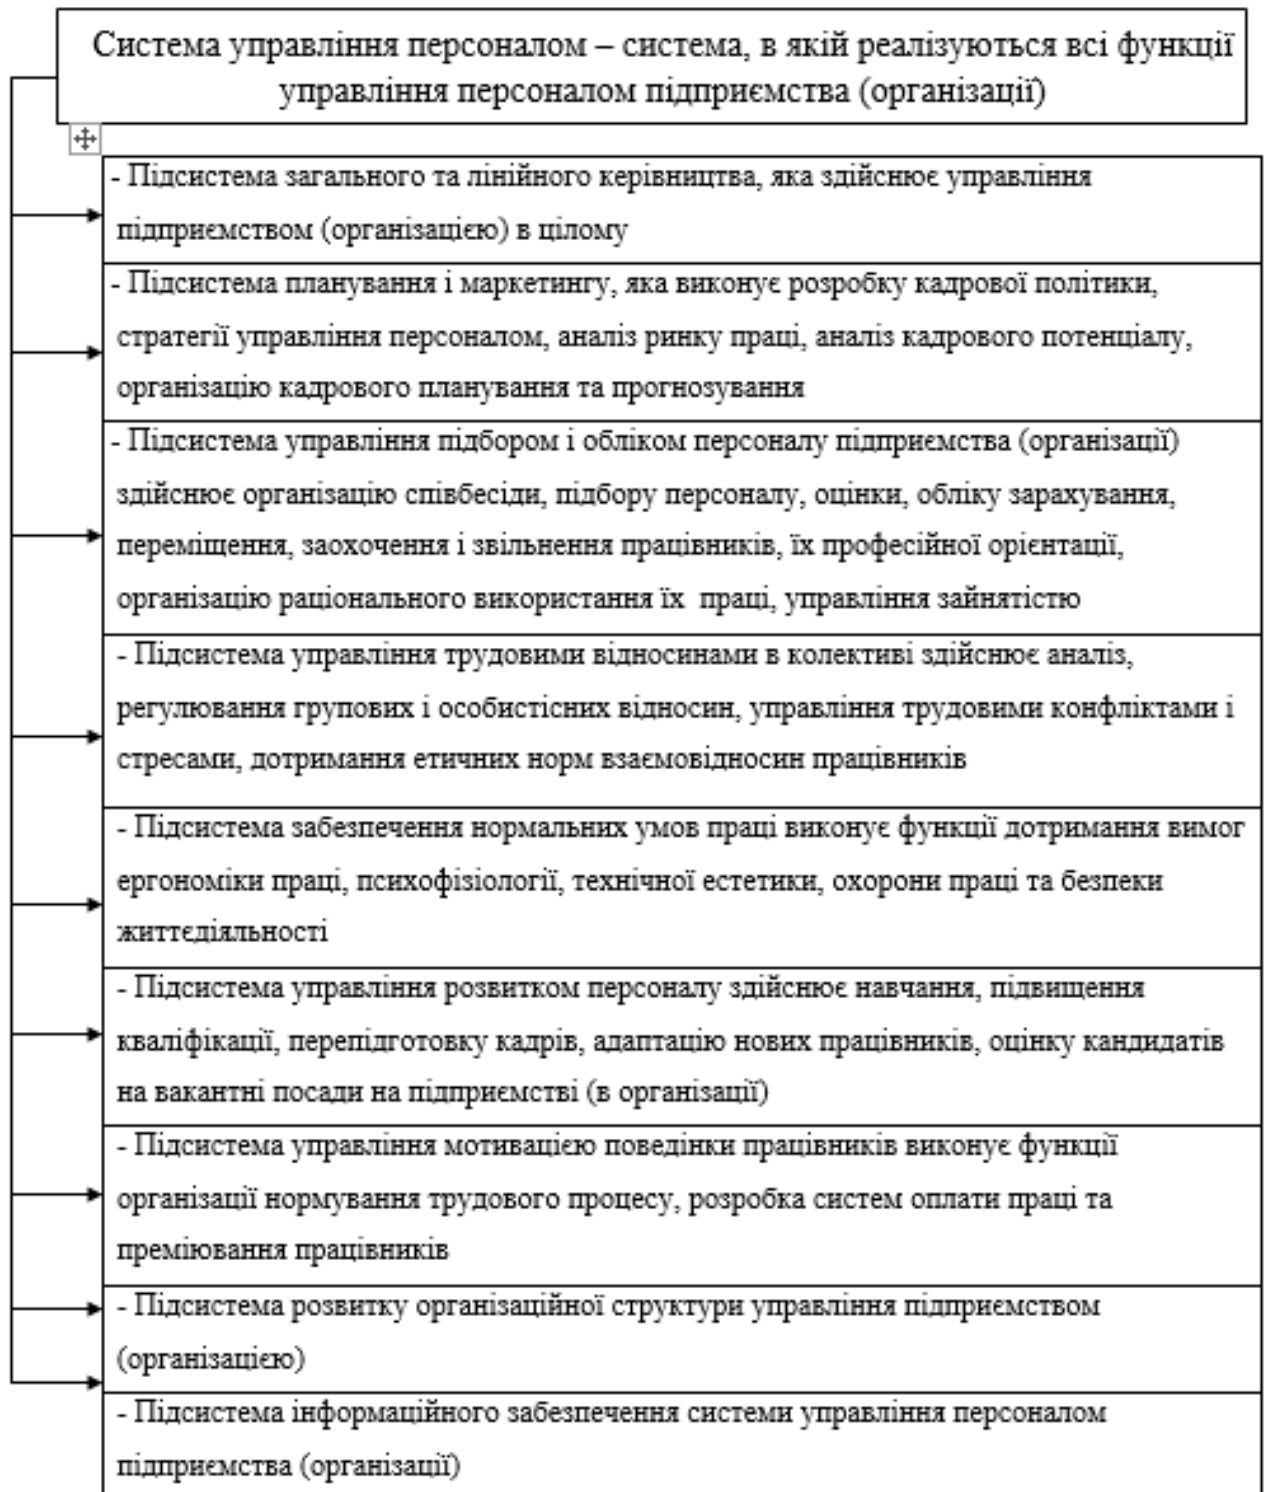 Система управління персоналом – система, в якій реалізуються всі функції
управління персоналом підприємства (організації)
- Підсистема загального та лінійного керівництва, яка здійснює управління
підприємством (організацією) в цілому
- Підсистема планування і маркетингу, яка виконує розробку кадрової політики,
стратегії управління персоналом, аналіз ринку праці, аналіз кадрового потенціалу,
організацію кадрового планування та прогнозування
- Підсистема управління підбором і обліком персоналу підприємства (організації)
здійснює організацію співбесіди, підбору персоналу, оцінки, обліку зарахування,
переміщення, заохочення і звільнення працівників, їх професійної орієнтації,
організацію раціонального використання їх праці, управління зайнятістю
- Підсистема управління трудовими відносинами в колективі здійснює аналіз,
регулювання групових і особистісних відносин, управління трудовими конфліктами і
стресами, дотримання етичних норм взаємовідносин працівників
- Підсистема забезпечення нормальних умов праці виконує функції дотримання вимог
ергономіки праці, психофізіології, технічної естетики, охорони праці та безпеки
життєдіяльності
- Підсистема управління розвитком персоналу здійснює навчання, підвищення
кваліфікації, перепідготовку кадрів, адаптацію нових працівників, оцінку кандидатів
на вакантні посади на підприємстві (в організації)
- Підсистема управління мотивацією поведінки працівників виконує функції
організації нормування трудового процесу, розробка систем оплати праці та
преміювання працівників
- Підсистема розвитку організаційної структури управління підприємством
(організацією)
- Підсистема інформаційного забезпечення системи управління персоналом
підприємства (організації)